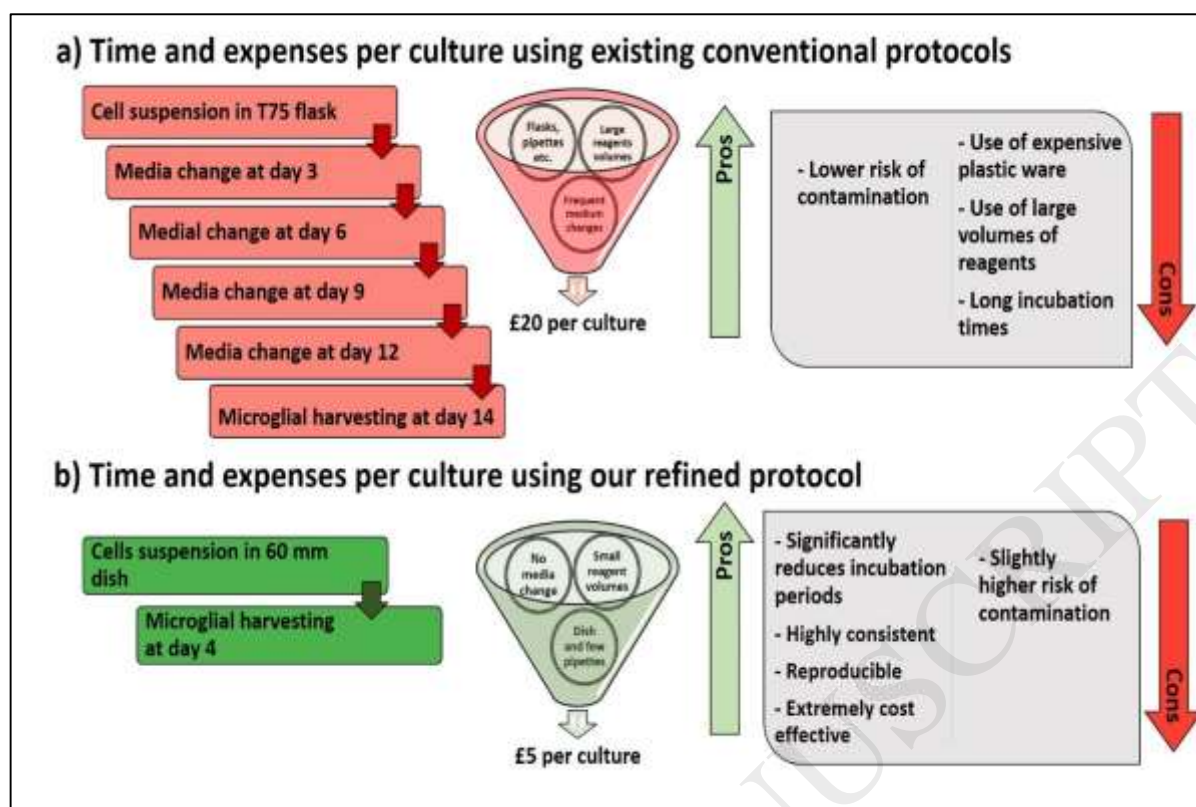 a) Time and expenses per culture using existing conventional protocols
Cell suspension in T75 flask
Media change at day 3
Medial change at day 6
Media change at day 9
Media change at day 12
Microglial harvesting at day 14
Flasks,
pipettes
etc.
Large
reagents
volumes
Frequent
medium
changes
£20 per culture
Pros
- Lower risk of
contamination
- Use of expensive
plastic ware
- Use of large
volumes of
reagents
- Long incubation
times
Cons
b) Time and expenses per culture using our refined protocol
Cells suspension in 60 mm
dish
Microglial harvesting
at day 4
No
media
change
Small
reagent
volumes
Dish
and few
pipettes
£5 per culture
Pros
- Significantly
reduces incubation
periods
- Highly consistent
- Reproducible
- Extremely cost
effective
- Slightly
higher risk of
contamination
Cons
USCRIPT